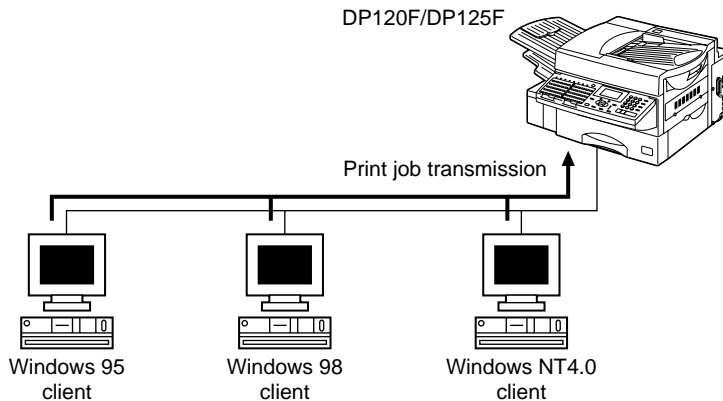 DP120F/DP125F
Print job transmission
Windows 95
client
Windows 98
client
Windows NT4.0
client